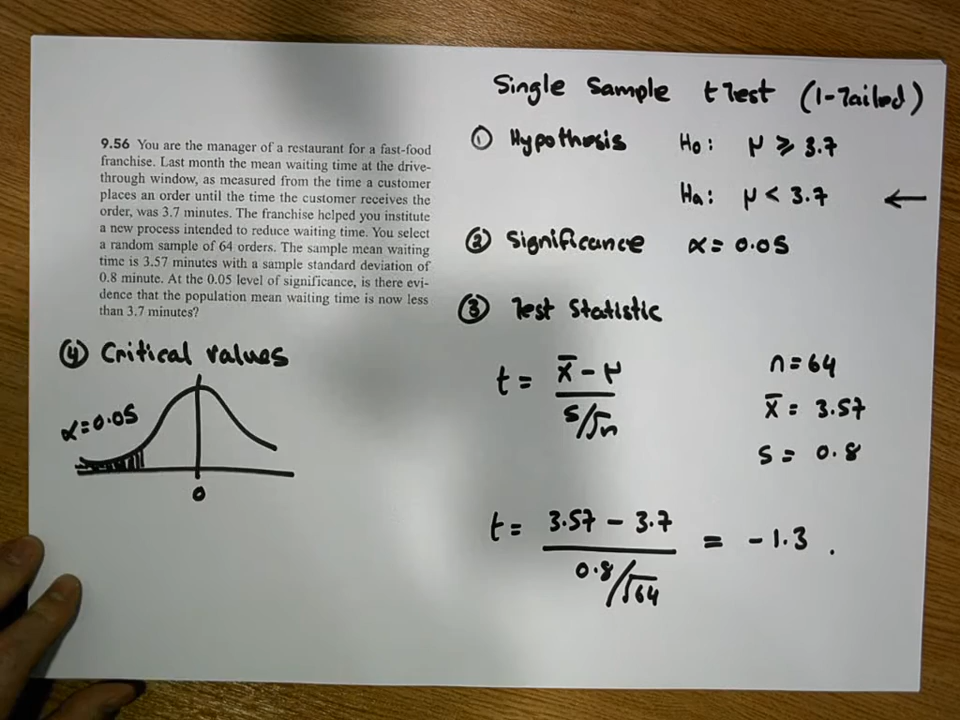 Single Sample t Test (1-Tailed)
① Hypothesis H₀: μ ≥ 3.7
Hₐ: μ < 3.7 ←
② Significance α = 0.05
③ Test Statistic
t = (x̄ - μ) / (s/√n)
n = 64
x̄ = 3.57
s = 0.8
t = (3.57 - 3.7) / (0.8/√64) = -1.3.
9.56 You are the manager of a restaurant for a fast-food
franchise. Last month the mean waiting time at the drive-
through window, as measured from the time a customer
places an order until the time the customer receives the
order, was 3.7 minutes. The franchise helped you institute
a new process intended to reduce waiting time. You select
a random sample of 64 orders. The sample mean waiting
time is 3.57 minutes with a sample standard deviation of
0.8 minute. At the 0.05 level of significance, is there evi-
dence that the population mean waiting time is now less
than 3.7 minutes?
④ Critical values
α=0.05
0